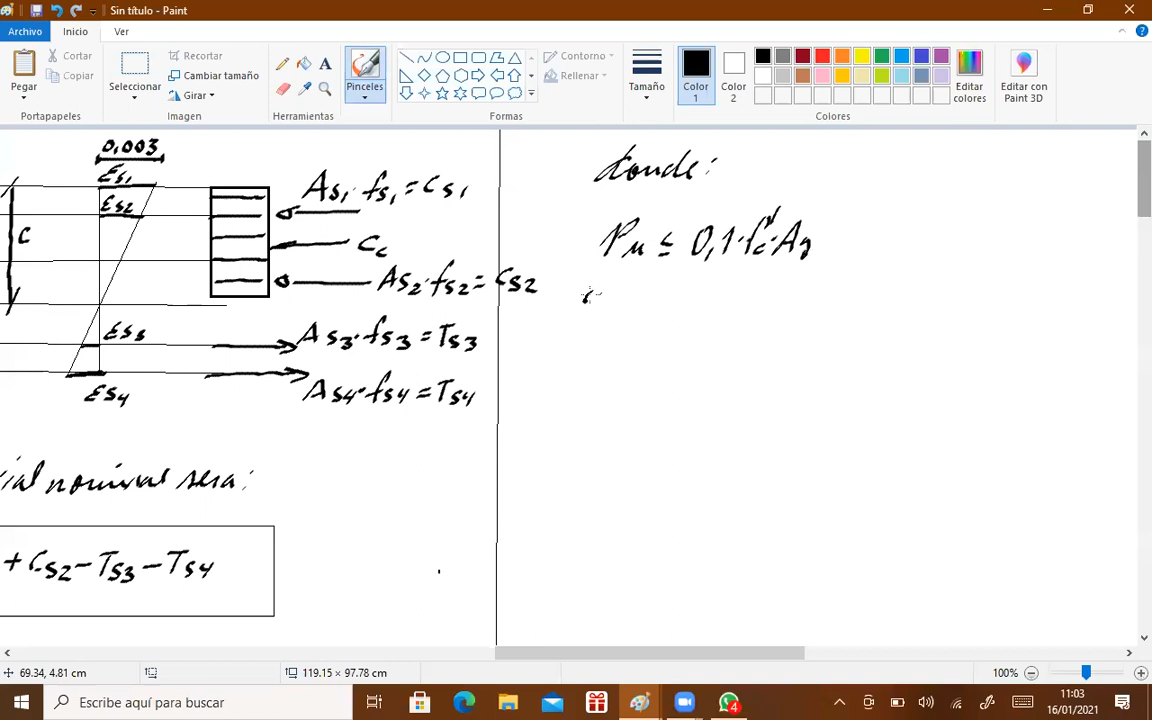 Sin título - Paint
Archivo Inicio Ver
Pegar
Cortar
Copiar
Portapapeles
Seleccionar
Recortar
Cambiar tamaño
Girar
Imagen
Herramientas
Pinceles
Formas
Contorno
Rellenar
Tamaño
Color 1
Color 2
Colores
Editar colores
Editar con Paint 3D
0,003
Es1
Es2
C
As1·fs1=Cs1
Cc
As2·fs2=Cs2
Es3
As3·fs3=Ts3
Es4
As4·fs4=Ts4
ial nominal sera:
+Cs2-Ts3-Ts4
donde:
Pu≤0,1·f'c·Ag
69.34, 4.81 cm
119.15 × 97.78 cm
100%
Escribe aquí para buscar
4
11:03
16/01/2021